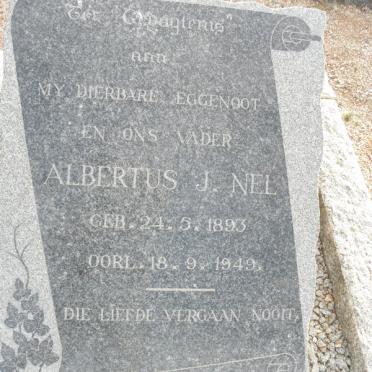 Ter Gedagtenis
aan
MY DIERBARE EGGENOOT
EN ONS VADER
ALBERTUS J. NEL
GEB. 24. 5. 1893
OORL. 18. 9. 1949.
DIE LIEFDE VERGAAN NOOIT,